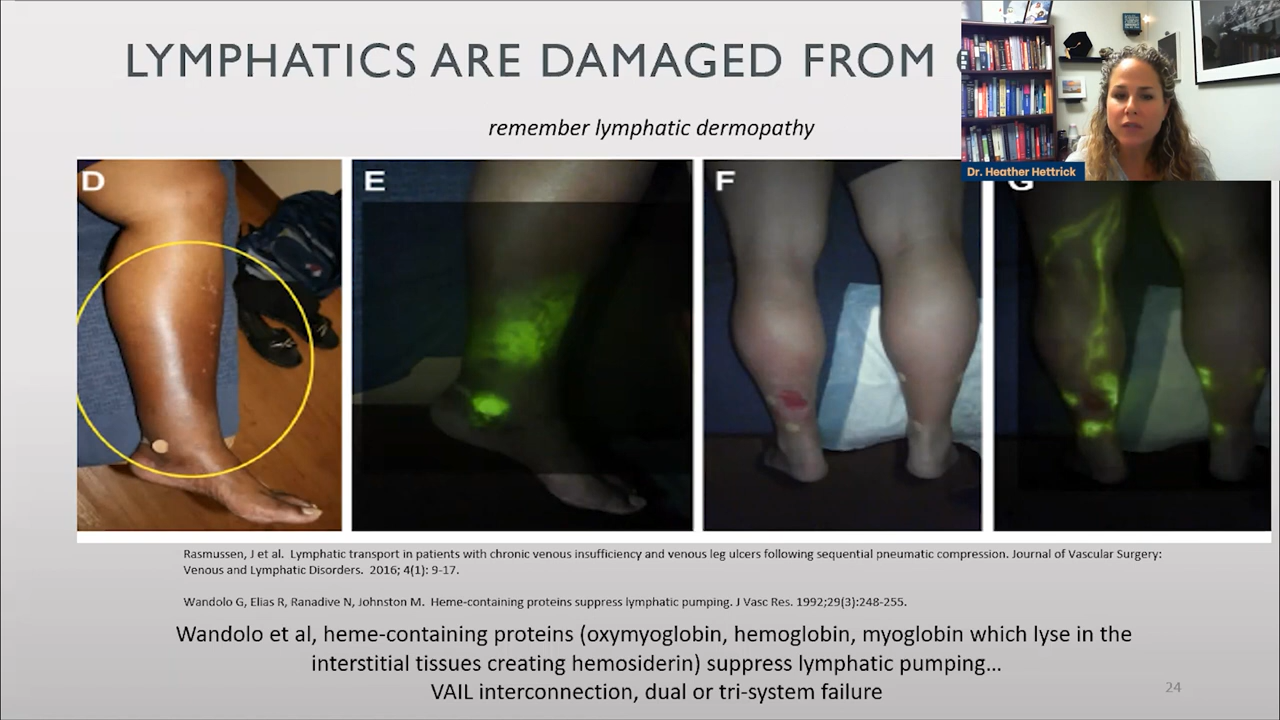 LYMPHATICS ARE DAMAGED FROM
remember lymphatic dermopathy
Dr. Heather Hettrick
D
E
F
G
Rasmussen, J et al. Lymphatic transport in patients with chronic venous insufficiency and venous leg ulcers following sequential pneumatic compression. Journal of Vascular Surgery:
Venous and Lymphatic Disorders. 2016; 4(1): 9-17.
Wandolo G, Elias R, Ranadive N, Johnston M. Heme-containing proteins suppress lymphatic pumping. J Vasc Res. 1992;29(3):248-255.
Wandolo et al, heme-containing proteins (oxymyoglobin, hemoglobin, myoglobin which lyse in the
interstitial tissues creating hemosiderin) suppress lymphatic pumping…
VAIL interconnection, dual or tri-system failure
24